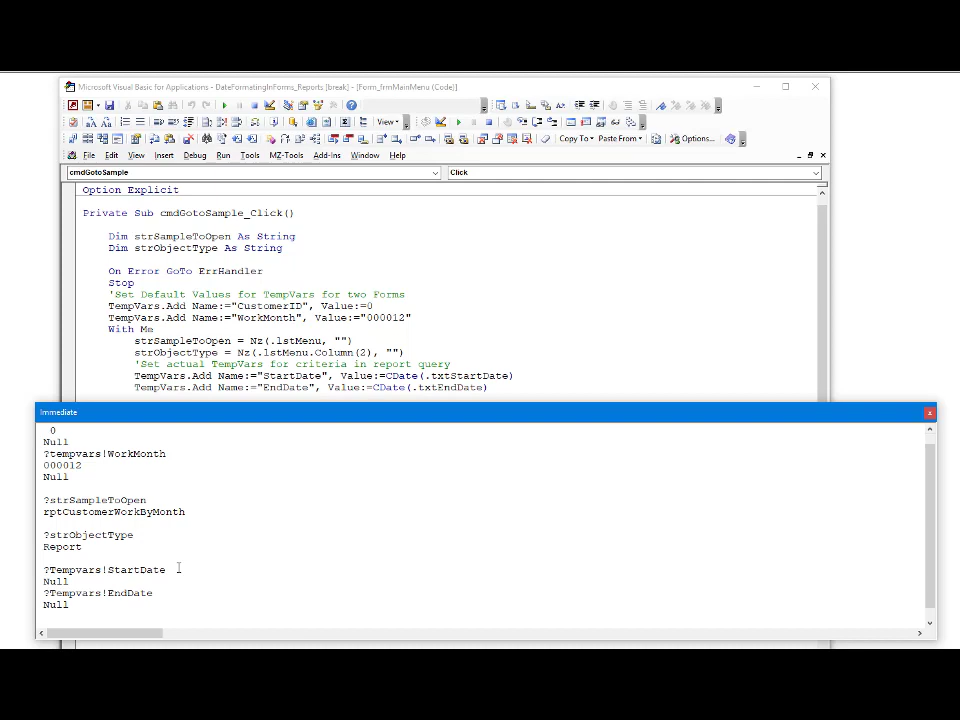 Microsoft Visual Basic for Applications - DateFormatingInForms_Reports [break] - [Form_frmMainMenu (Code)]
View
Copy To
Paste From
Options...
File Edit View Insert Debug Run Tools MZ-Tools Add-Ins Window Help
cmdGotoSample
Click
Option Explicit
Private Sub cmdGotoSample_Click()
Dim strSampleToOpen As String
Dim strObjectType As String
On Error GoTo ErrHandler
Stop
'Set Default Values for TempVars for two Forms
TempVars.Add Name:="CustomerID", Value:=0
TempVars.Add Name:="WorkMonth", Value:="000012"
With Me
strSampleToOpen = Nz(.lstMenu, "")
strObjectType = Nz(.lstMenu.Column(2), "")
'Set actual TempVars for criteria in report query
TempVars.Add Name:="StartDate", Value:=CDate(.txtStartDate)
TempVars.Add Name:="EndDate", Value:=CDate(.txtEndDate)
Immediate
0
Null
?tempvars!WorkMonth
000012
Null
?strSampleToOpen
rptCustomerWorkByMonth
?strObjectType
Report
?Tempvars!StartDate
Null
?Tempvars!EndDate
Null